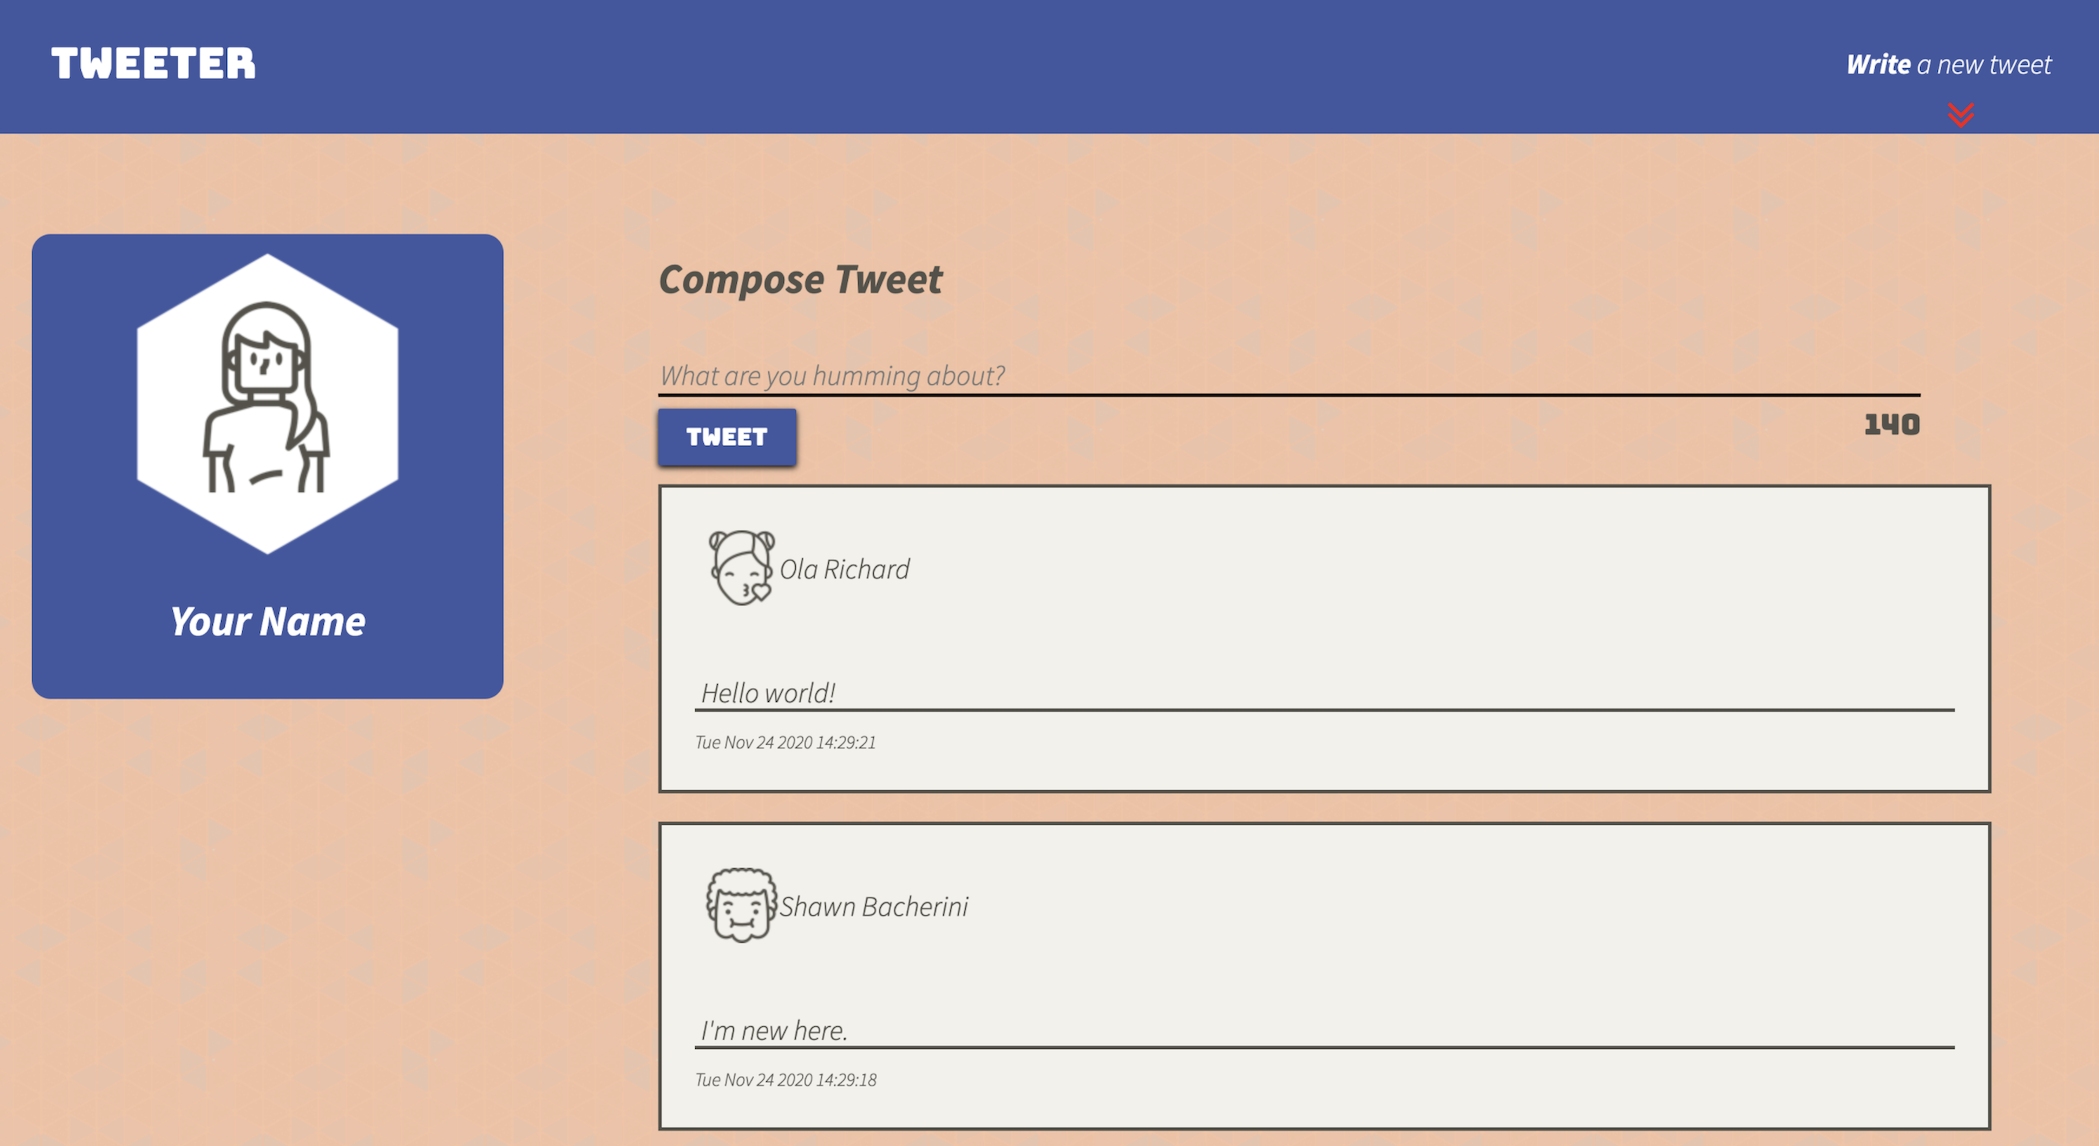 TWEETER
Write a new tweet
Your Name
Compose Tweet
What are you humming about?
TWEET
140
Ola Richard
Hello world!
Tue Nov 24 2020 14:29:21
Shawn Bacherini
I'm new here.
Tue Nov 24 2020 14:29:18